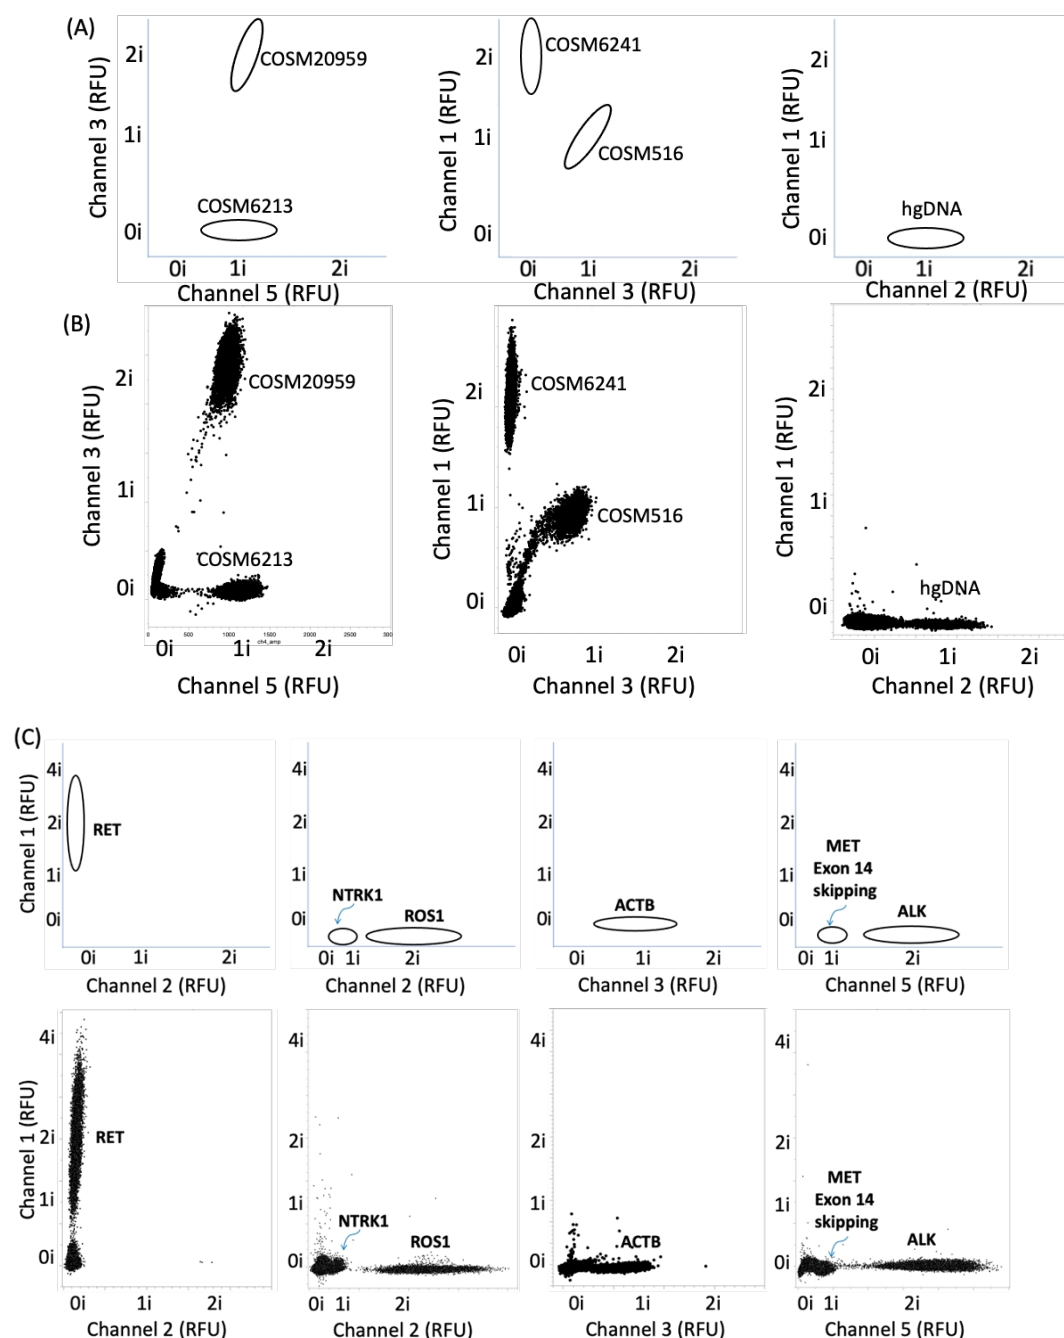 (A)
Channel 3 (RFU)
2i
1i
0i
COSM20959
COSM6213
0i 1i 2i
Channel 5 (RFU)
Channel 1 (RFU)
2i
1i
0i
COSM6241
COSM516
0i 1i 2i
Channel 3 (RFU)
Channel 1 (RFU)
2i
1i
0i
hgDNA
0i 1i 2i
Channel 2 (RFU)
(B)
Channel 3 (RFU)
2i
1i
0i
COSM20959
COSM6213
0 500 1000 1500 2000 2500 300
ch4_amp
0i 1i 2i
Channel 5 (RFU)
Channel 1 (RFU)
2i
1i
0i
COSM6241
COSM516
0i 1i 2i
Channel 3 (RFU)
Channel 1 (RFU)
2i
1i
0i
hgDNA
0i 1i 2i
Channel 2 (RFU)
(C)
Channel 1 (RFU)
4i
2i
1i
0i
RET
0i 1i 2i
Channel 2 (RFU)
4i
2i
1i
0i
NTRK1
ROS1
0i 1i 2i
Channel 2 (RFU)
4i
2i
1i
0i
ACTB
0i 1i 2i
Channel 3 (RFU)
4i
2i
1i
0i
MET
Exon 14
skipping
ALK
0i 1i 2i
Channel 5 (RFU)
Channel 1 (RFU)
4i
2i
1i
0i
RET
0i 1i 2i
Channel 2 (RFU)
4i
2i
1i
0i
NTRK1
ROS1
0i 1i 2i
Channel 2 (RFU)
4i
2i
1i
0i
ACTB
0i 1i 2i
Channel 3 (RFU)
4i
2i
1i
0i
MET
Exon 14
skipping
ALK
0i 1i 2i
Channel 5 (RFU)